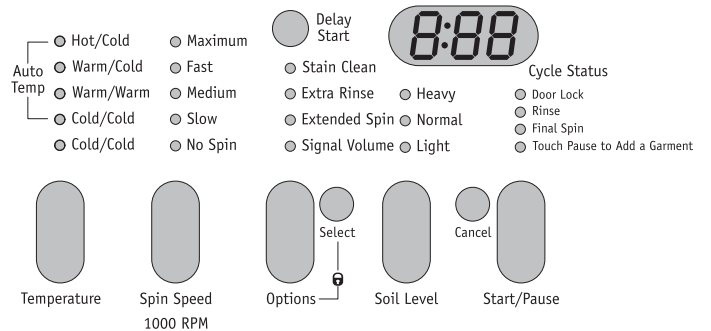 Delay
Start
8:88
Auto
Temp
Hot/Cold
Warm/Cold
Warm/Warm
Cold/Cold
Cold/Cold
Maximum
Fast
Medium
Slow
No Spin
Stain Clean
Extra Rinse
Extended Spin
Signal Volume
Heavy
Normal
Light
Cycle Status
Door Lock
Rinse
Final Spin
Touch Pause to Add a Garment
Select
Cancel
Temperature
Spin Speed
1000 RPM
Options
Soil Level
Start/Pause